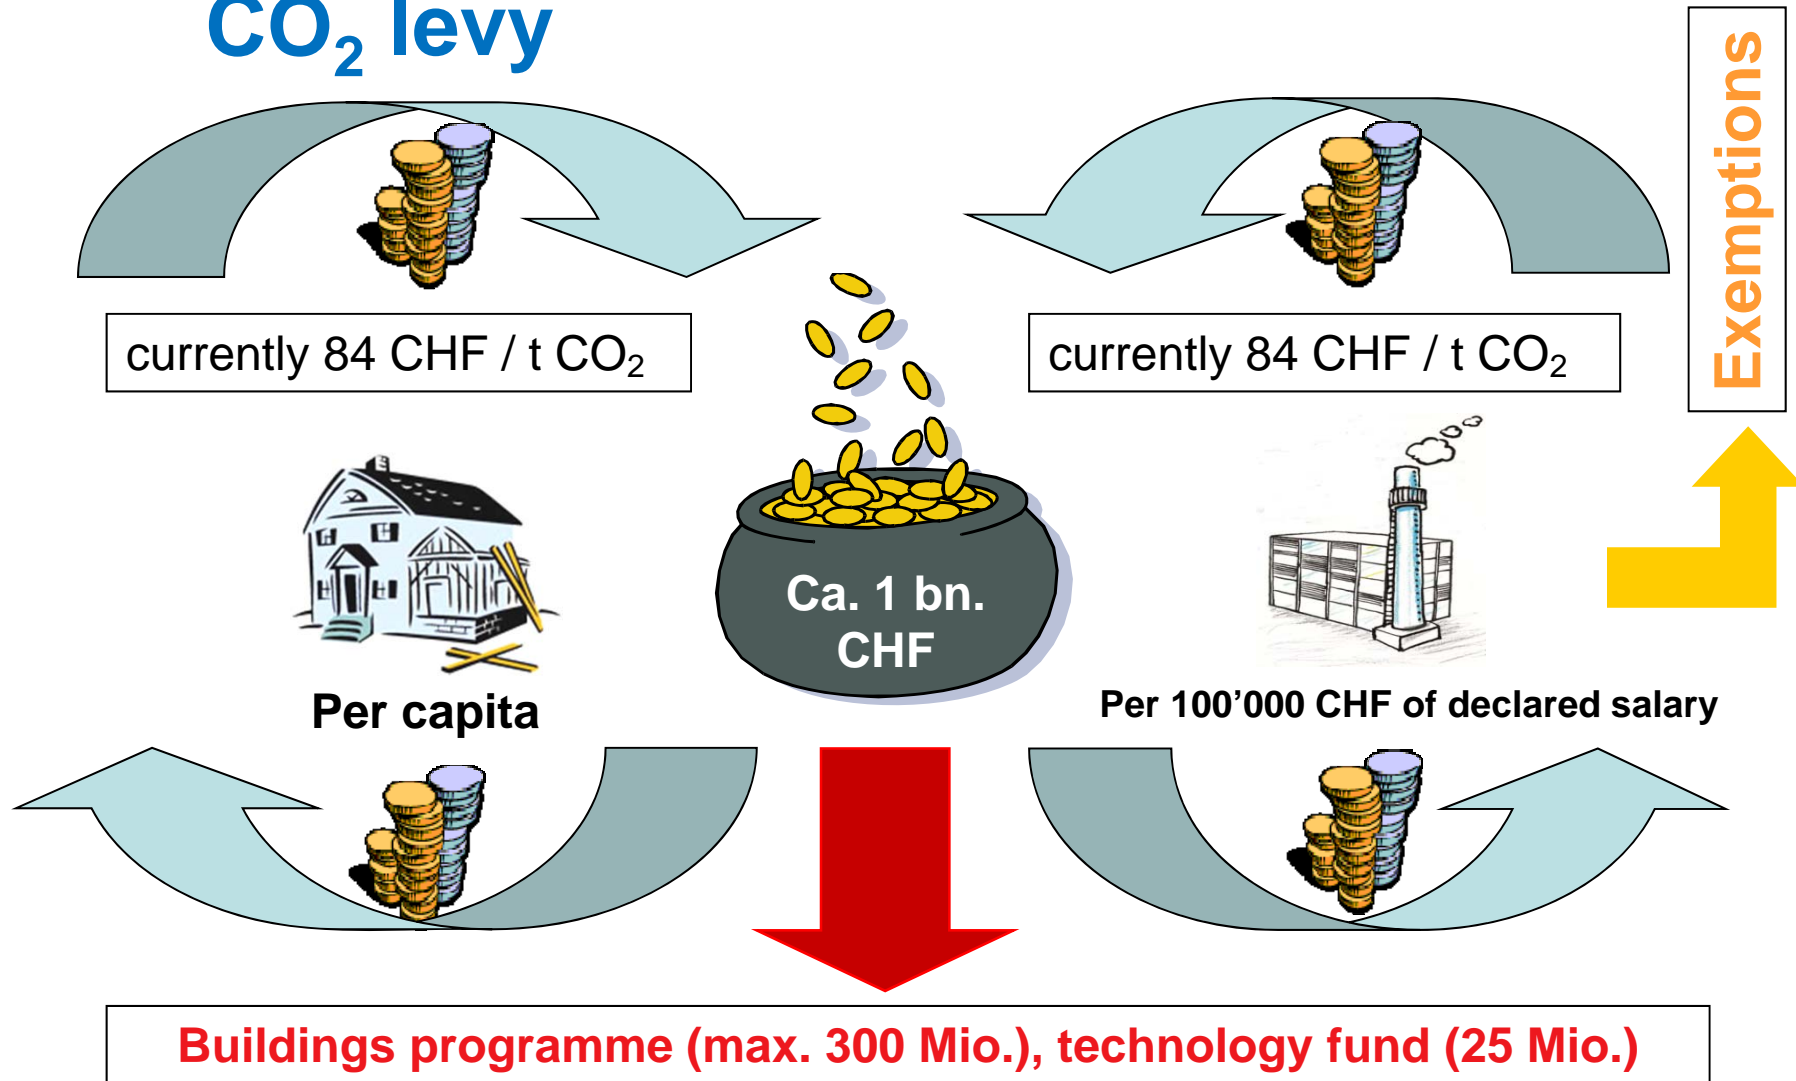 CO₂ levy
Exemptions
currently 84 CHF / t CO₂
currently 84 CHF / t CO₂
Ca. 1 bn.
CHF
Per capita
Per 100’000 CHF of declared salary
Buildings programme (max. 300 Mio.), technology fund (25 Mio.)